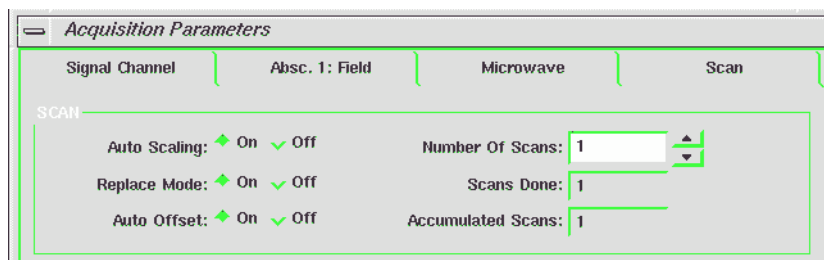 Acquisition Parameters
Signal Channel Absc. 1: Field Microwave Scan
SCAN
Auto Scaling: On Off Number Of Scans: 1
Replace Mode: On Off Scans Done: 1
Auto Offset: On Off Accumulated Scans: 1